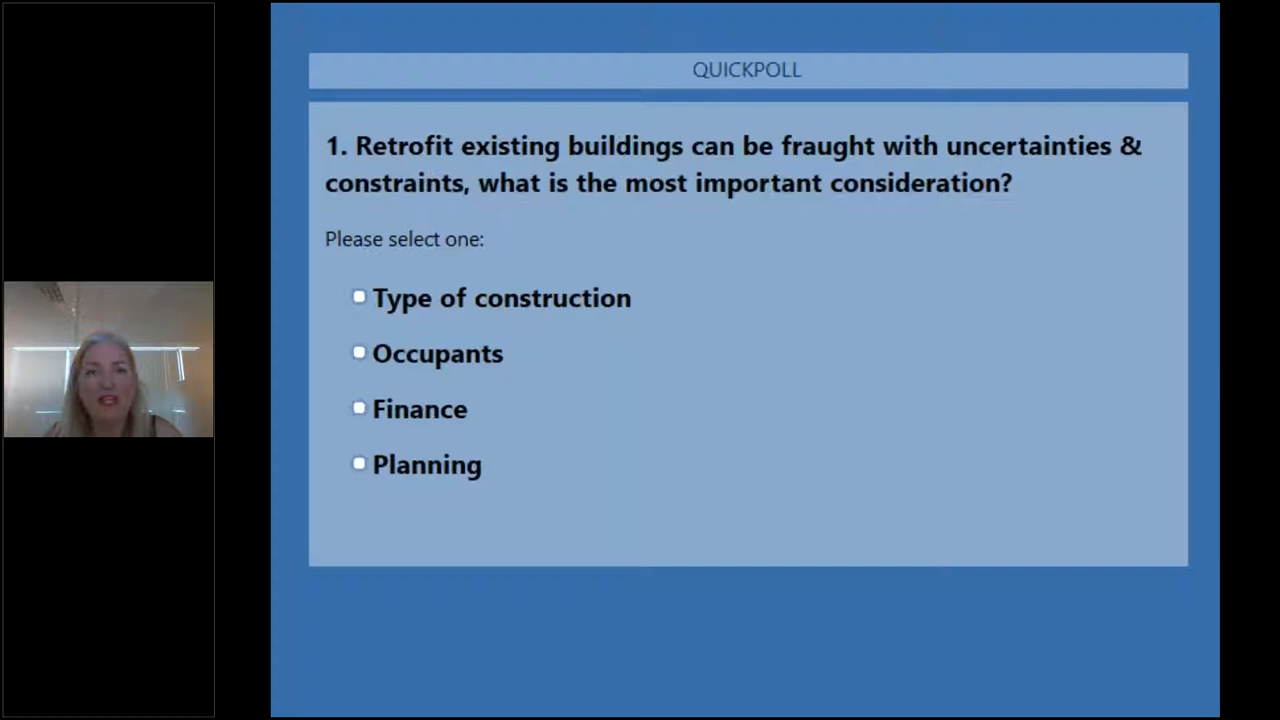 QUICKPOLL
1. Retrofit existing buildings can be fraught with uncertainties &
constraints, what is the most important consideration?
Please select one:
Type of construction
Occupants
Finance
Planning